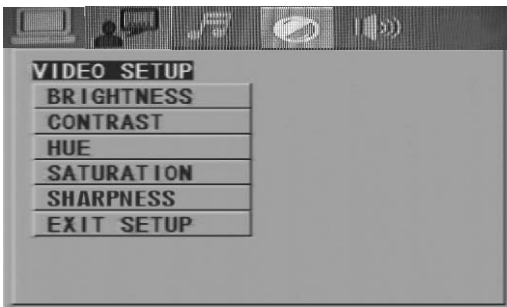 VIDEO SETUP
BRIGHTNESS
CONTRAST
HUE
SATURATION
SHARPNESS
EXIT SETUP